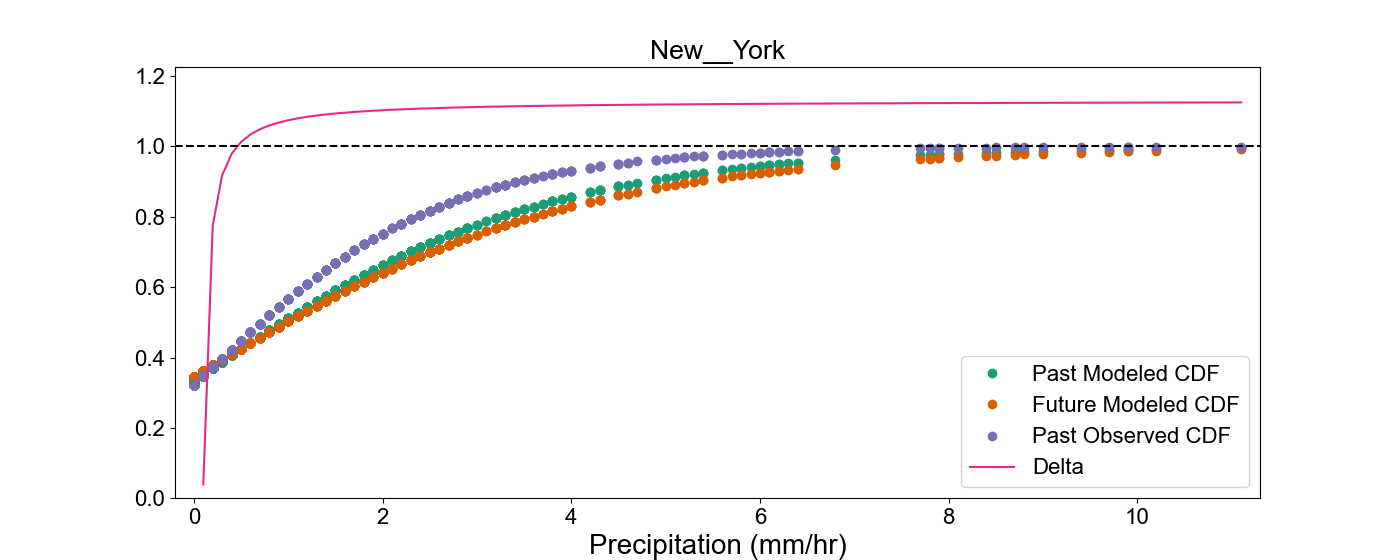 New__York
1.2
1.0
0.8
0.6
0.4
0.2
0.0
0 2 4 6 8 10
Precipitation (mm/hr)
Past Modeled CDF
Future Modeled CDF
Past Observed CDF
Delta